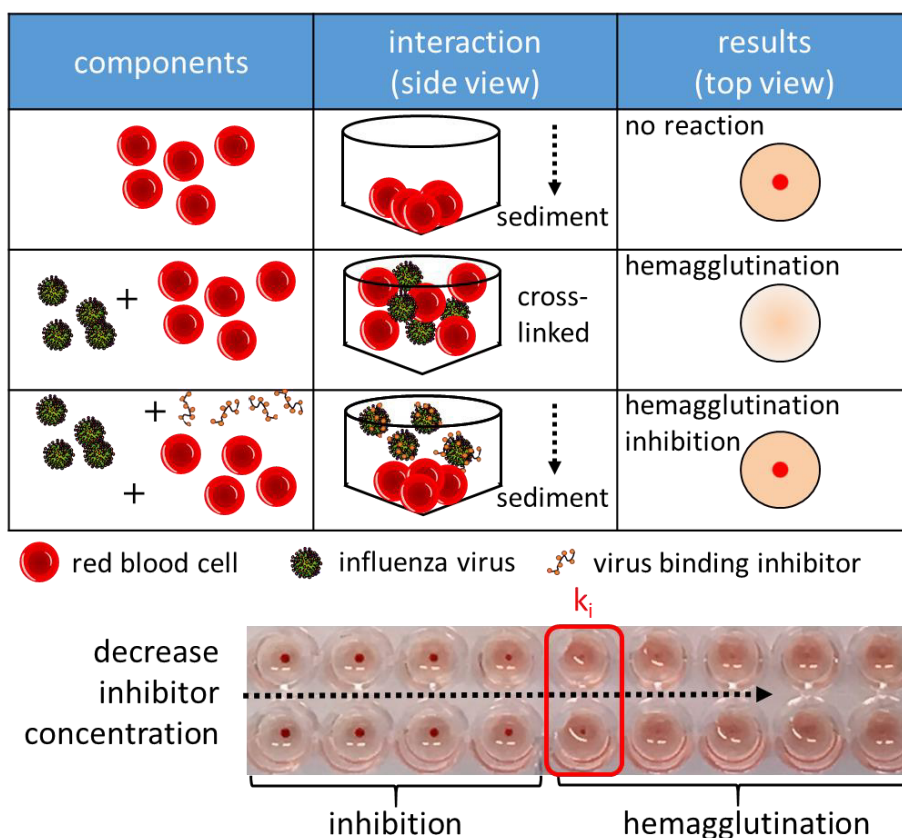 components
interaction
(side view)
results
(top view)
sediment
no reaction
+
cross-
linked
hemagglutination
+
+
sediment
hemagglutination
inhibition
red blood cell
influenza virus
virus binding inhibitor
kᵢ
decrease
inhibitor
concentration
inhibition
hemagglutination